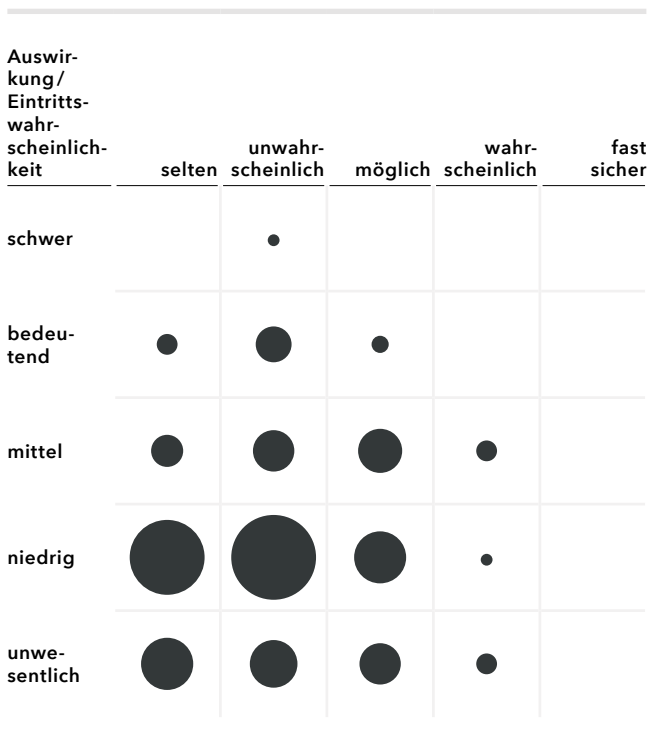 Auswir-
kung/
Eintritts-
wahr-
scheinlich-
keit
selten
unwahr-
scheinlich
möglich
wahr-
scheinlich
fast
sicher
schwer
bedeu-
tend
mittel
niedrig
unwe-
sentlich